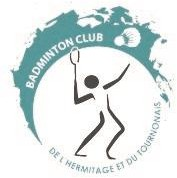 BADMINTON CLUB
DE L'HERMITAGE ET DU TOURNONAIS